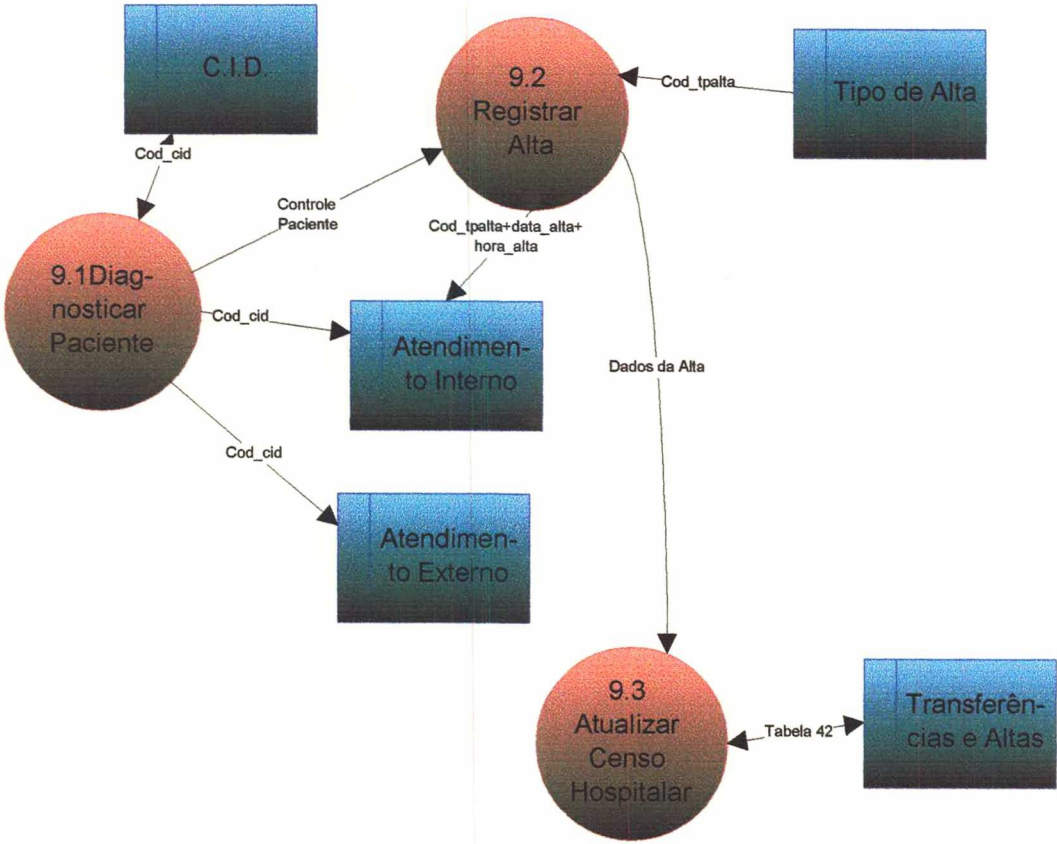 C.I.D.
9.2
Registrar
Alta
Cod_tpalta
Tipo de Alta
Cod_cid
Controle
Paciente
Cod_tpalta+data_alta+
hora_alta
9.1Diag-
nosticar
Paciente
Cod_cid
Atendimen-
to Interno
Dados da Alta
Cod_cid
Atendimen-
to Externo
9.3
Atualizar
Censo
Hospitalar
Tabela 42
Transferên-
cias e Altas